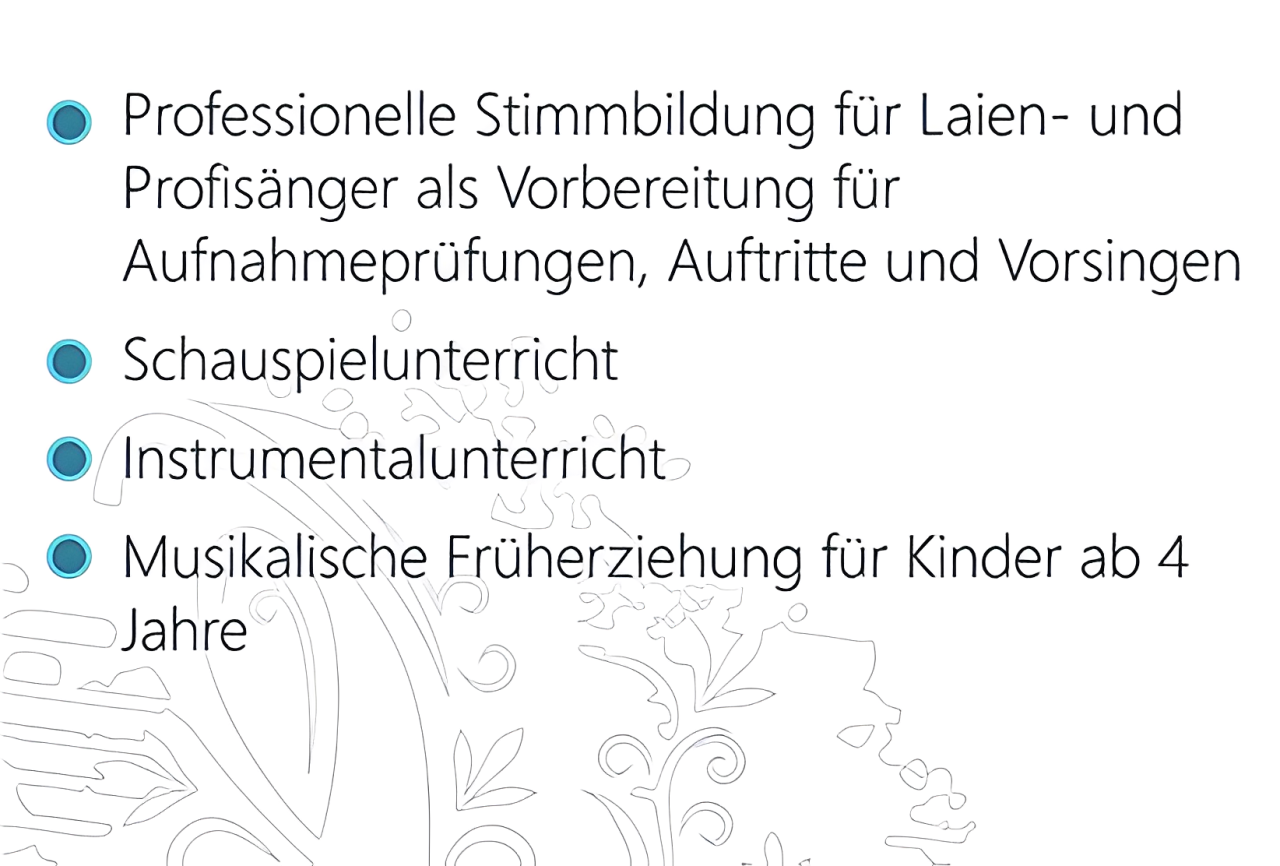 Professionelle Stimmbildung für Laien- und
Profisänger als Vorbereitung für
Aufnahmeprüfungen, Auftritte und Vorsingen
Schauspielunterricht
Instrumentalunterricht
Musikalische Früherziehung für Kinder ab 4
Jahre